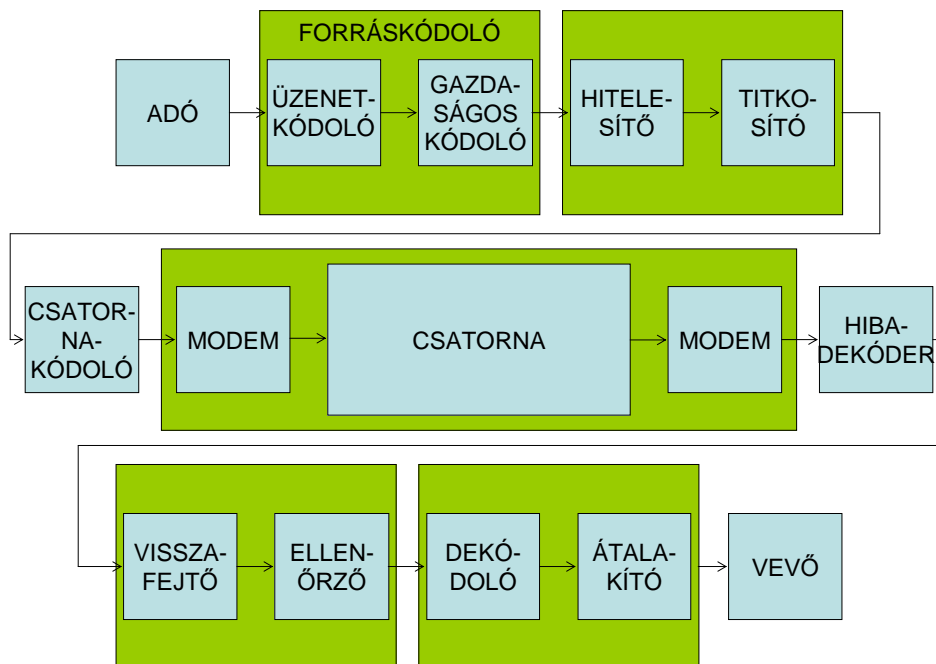 FORRÁSKÓDOLÓ
ADÓ
ÜZENET-
KÓDOLÓ
GAZDA-
SÁGOS
KÓDOLÓ
HITELE-
SÍTŐ
TITKO-
SÍTÓ
CSATOR-
NA-
KÓDOLÓ
MODEM
CSATORNA
MODEM
HIBA-
DEKÓDER
VISSZA-
FEJTŐ
ELLEN-
ŐRZŐ
DEKÓ-
DOLÓ
ÁTALA-
KÍTÓ
VEVŐ